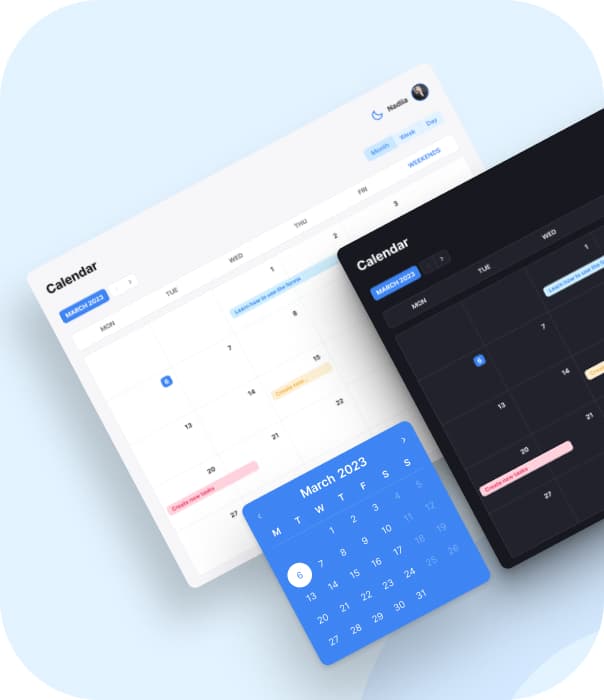 Nadiia
Month Week Day
WEEKENDS
Calendar
MARCH 2023 >
MON TUE WED THU FRI
1 2 3
Learn how to use the forms
6 7 8
13 14 15
Create new
20 21 22
Create new tasks
27
Calendar
MARCH 2023 >
MON TUE WED
1
Learn how to use the
6 7
13 14
20
Create new tasks
27
< March 2023 >
M T W T F S S
1 2 3 4 5
6 7 8 9 10 11 12
13 14 15 16 17 18 19
20 21 22 23 24 25 26
27 28 29 30 31